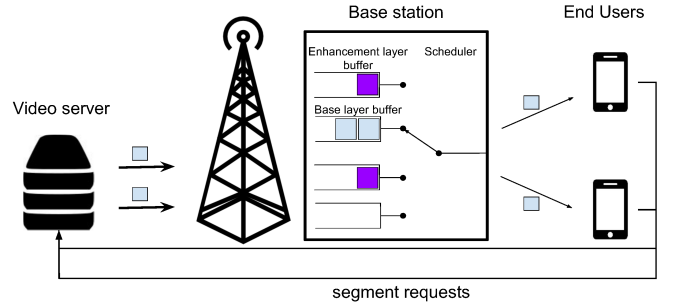 Base station
End Users
Enhancement layer
buffer
Scheduler
Base layer buffer
Video server
segment requests